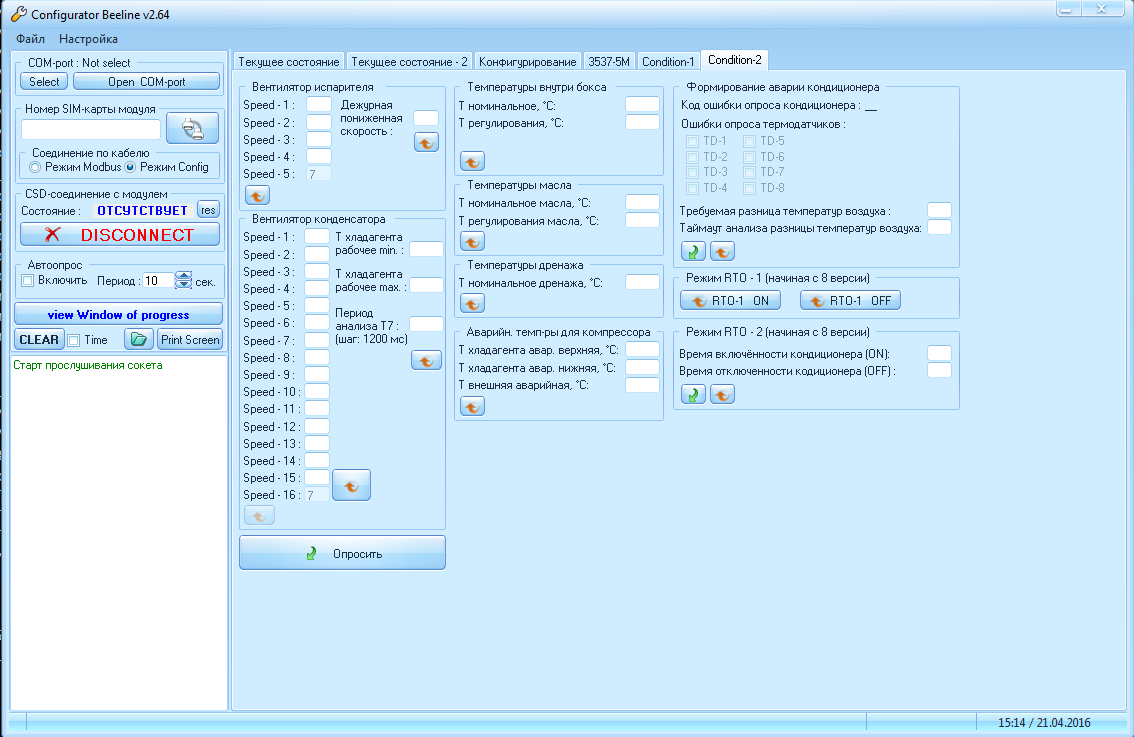 Configurator Beeline v2.64
Файл Настройка
COM-port : Not select
Select Open COM-port
Номер SIM-карты модуля
Соединение по кабелю
Режим Modbus Режим Config
CSD-соединение с модулем
Состояние : ОТСУТСТВУЕТ res
DISCONNECT
Автоопрос
Включить Период : 10 сек.
view Window of progress
CLEAR Time Print Screen
Старт прослушивания сокета
Текущее состояние Текущее состояние - 2 Конфигурирование 3537-5M Condition-1 Condition-2
Вентилятор испарителя
Speed - 1 :
Speed - 2 :
Speed - 3 :
Speed - 4 :
Speed - 5 : 7
Дежурная
пониженная
скорость :
Вентилятор конденсатора
Speed - 1 :
Speed - 2 :
Speed - 3 :
Speed - 4 :
Speed - 5 :
Speed - 6 :
Speed - 7 :
Speed - 8 :
Speed - 9 :
Speed - 10 :
Speed - 11 :
Speed - 12 :
Speed - 13 :
Speed - 14 :
Speed - 15 :
Speed - 16 : 7
Т хладагента
рабочее min. :
Т хладагента
рабочее max. :
Период
анализа Т7 :
(шаг: 1200 мс)
Опросить
Температуры внутри бокса
Т номинальное, °C:
Т регулирования, °C:
Температуры масла
Т номинальное масла, °C:
Т регулирования масла, °C:
Температуры дренажа
Т номинальное дренажа, °C:
Аварийн. темп-ры для компрессора
Т хладагента авар. верхняя, °C:
Т хладагента авар. нижняя, °C:
Т внешняя аварийная, °C:
Формирование аварии кондиционера
Код ошибки опроса кондиционера : __
Ошибки опроса термодатчиков :
TD-1 TD-5
TD-2 TD-6
TD-3 TD-7
TD-4 TD-8
Требуемая разница температур воздуха :
Таймаут анализа разницы температур воздуха:
Режим RTO - 1 (начиная с 8 версии)
RTO-1 ON RTO-1 OFF
Режим RTO - 2 (начиная с 8 версии)
Время включённости кондиционера (ON):
Время отключенности кодиционера (OFF) :
15:14 / 21.04.2016